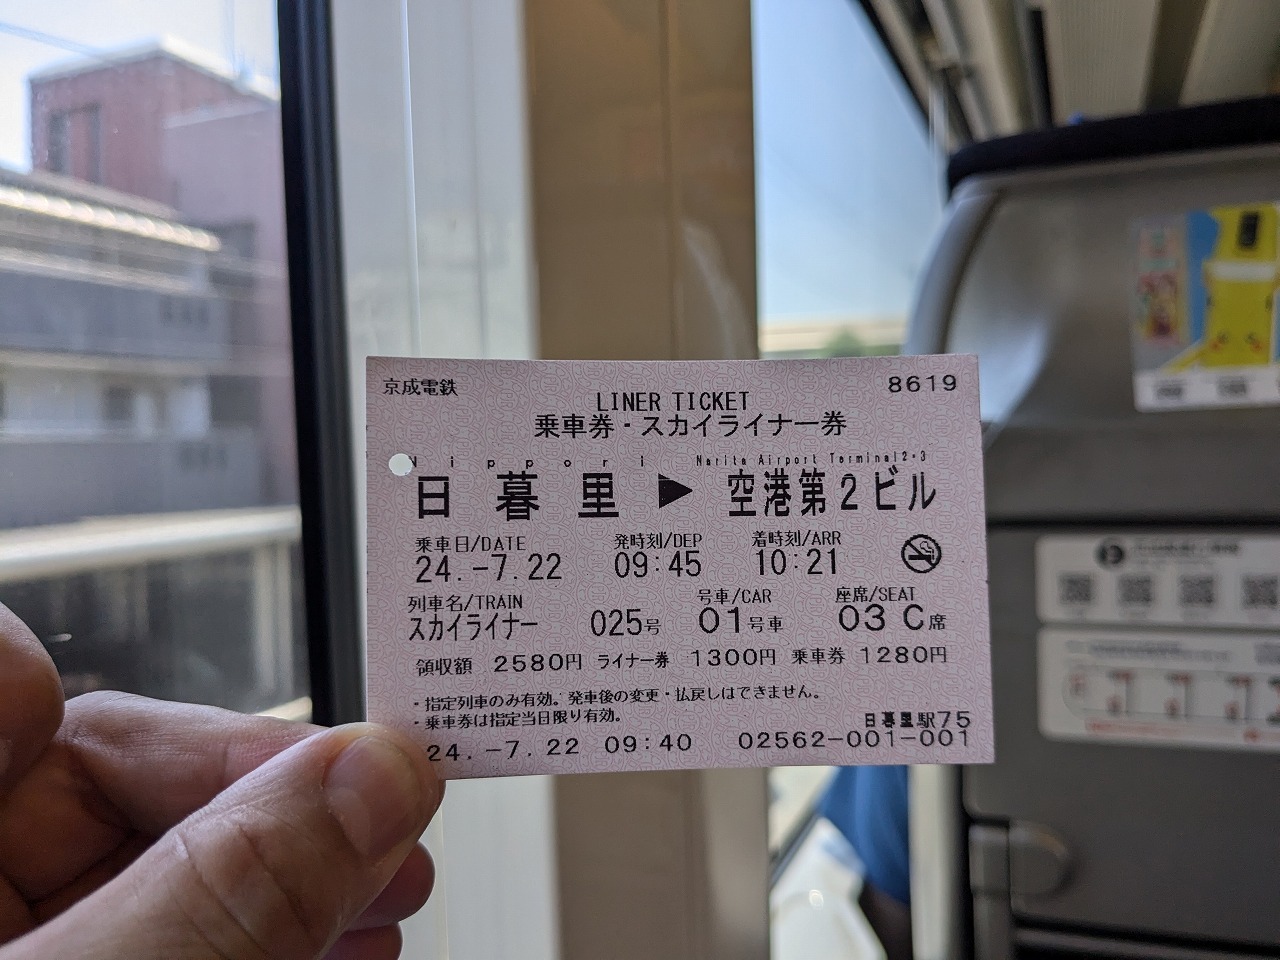 京成電鉄 8619
LINER TICKET
乗車券・スカイライナー券
Nippori Narita Airport Terminal2・3
日暮里 ▶ 空港第2ビル
乗車日/DATE 発時刻/DEP 着時刻/ARR
24.-7.22 09:45 10:21
列車名/TRAIN 号車/CAR 座席/SEAT
スカイライナー 025号 01号車 03 C席
領収額 2580円 ライナー券 1300円 乗車券 1280円
・指定列車のみ有効。発車後の変更・払戻しはできません。
・乗車券は指定当日限り有効。
日暮里駅75
24.-7.22 09:40 02562-001-001